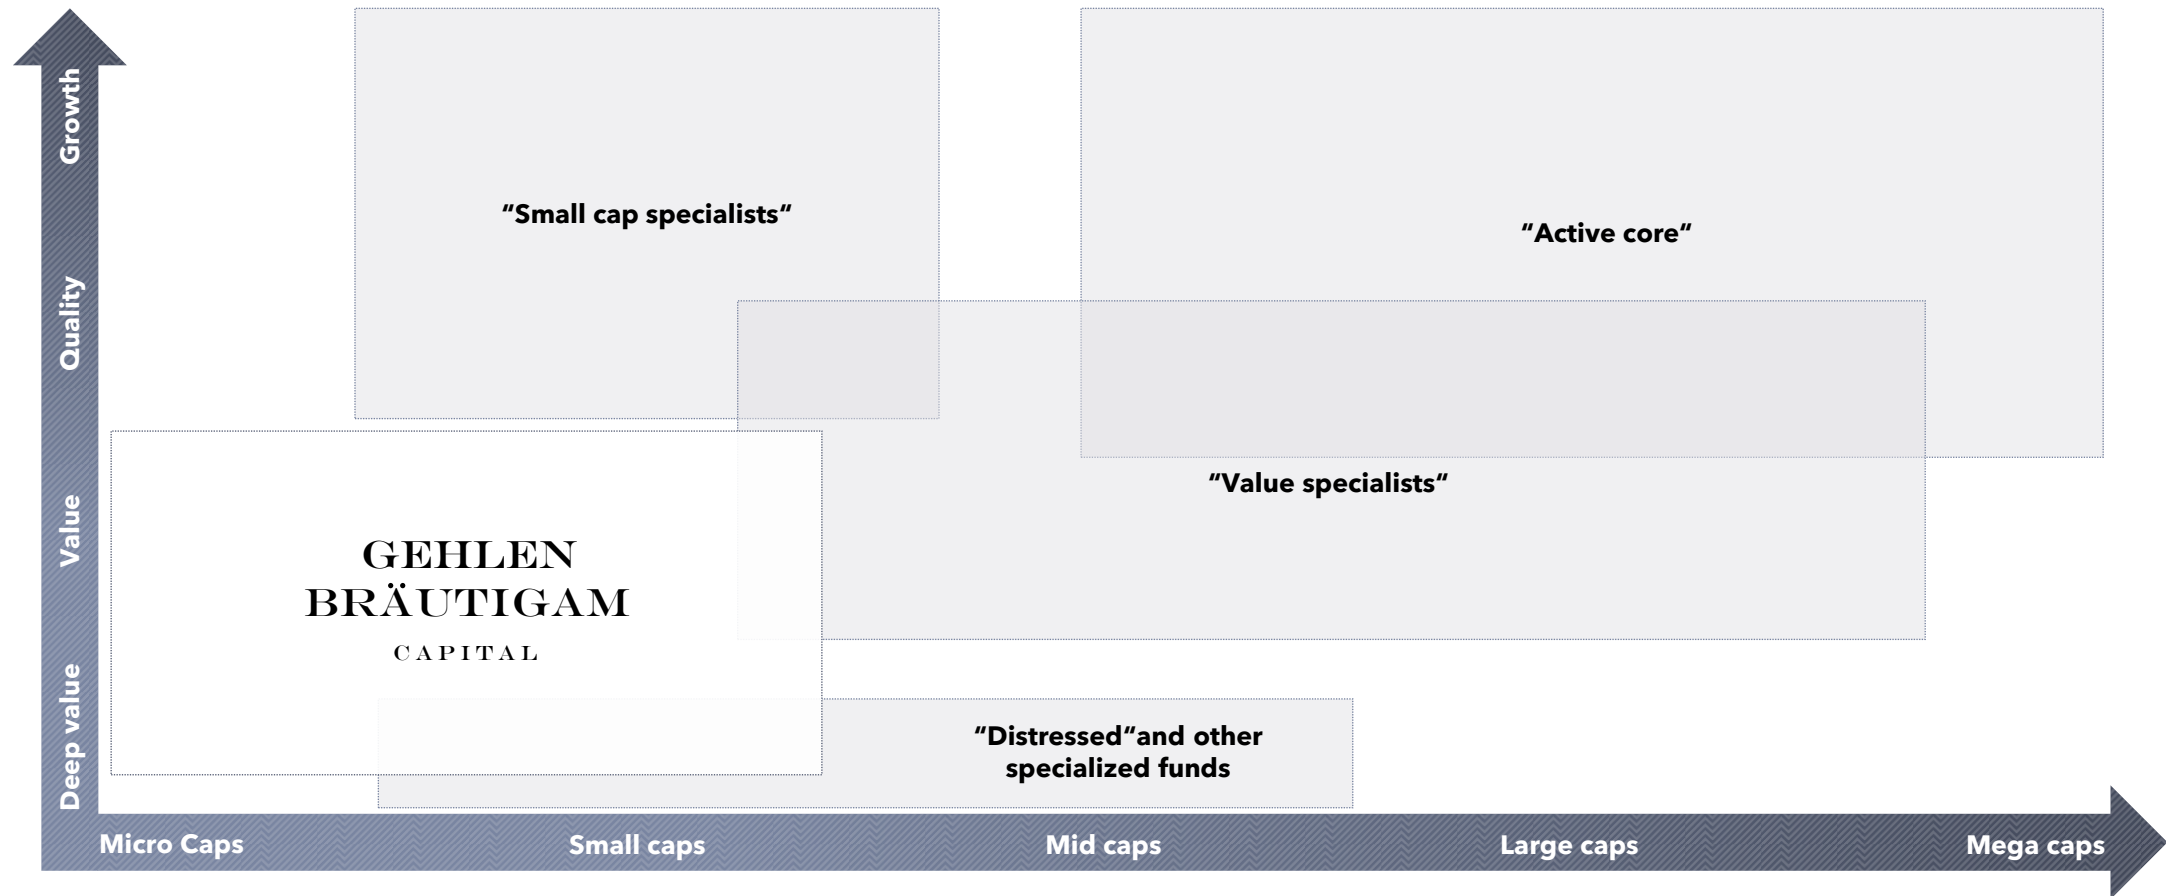 Growth
Quality
Value
Deep value
“Small cap specialists“
“Active core“
“Value specialists“
GEHLEN
BRÄUTIGAM
CAPITAL
“Distressed“and other
specialized funds
Micro Caps
Small caps
Mid caps
Large caps
Mega caps